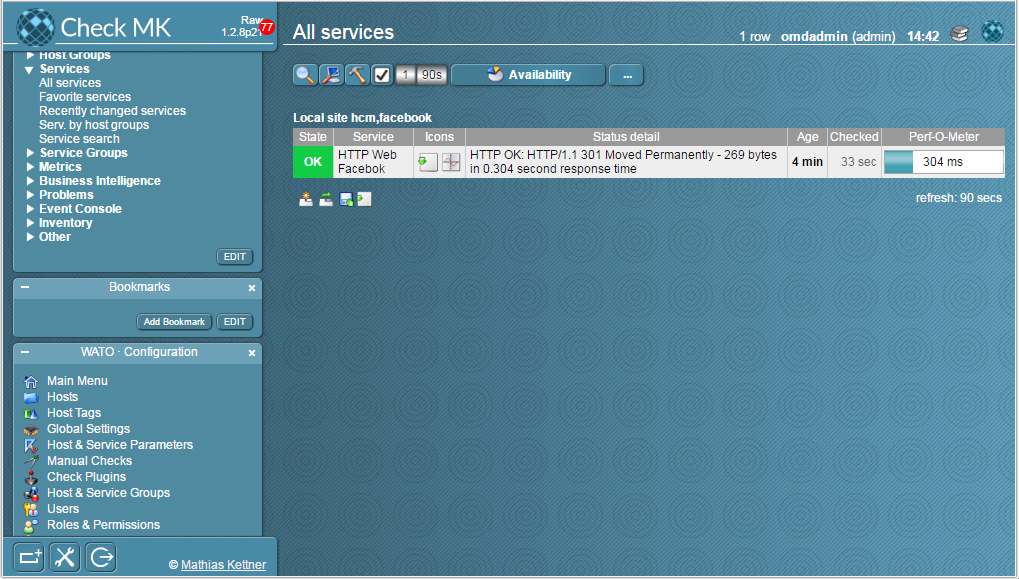 Check MK
Raw
1.2.8p21
77
Host Groups
Services
All services
Favorite services
Recently changed services
Serv. by host groups
Service search
Service Groups
Metrics
Business Intelligence
Problems
Event Console
Inventory
Other
EDIT
Bookmarks
Add Bookmark EDIT
WATO · Configuration
Main Menu
Hosts
Host Tags
Global Settings
Host & Service Parameters
Manual Checks
Check Plugins
Host & Service Groups
Users
Roles & Permissions
© Mathias Kettner
All services
1 row omdadmin (admin) 14:42
1 90s Availability ...
Local site hcm,facebook
State Service Icons Status detail Age Checked Perf-O-Meter
OK HTTP Web Facebok HTTP OK: HTTP/1.1 301 Moved Permanently - 269 bytes in 0.304 second response time 4 min 33 sec 304 ms
refresh: 90 secs